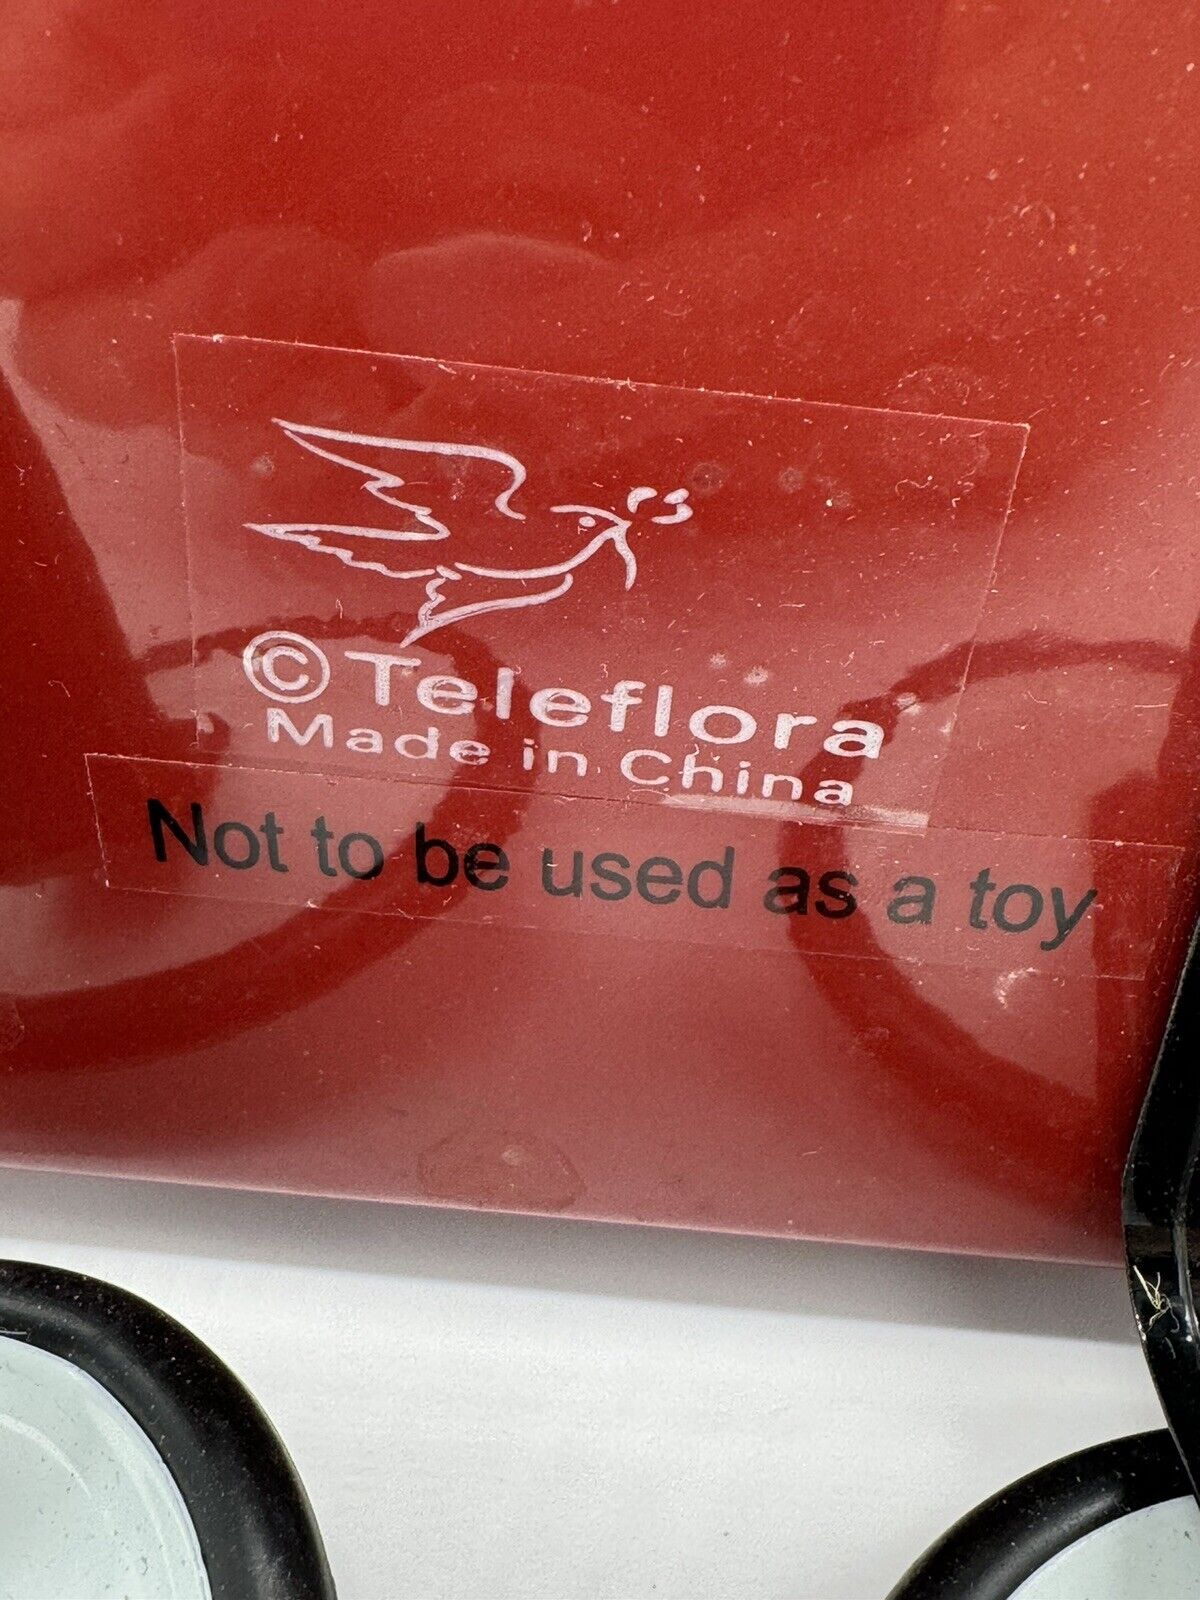 ©Teleflora
Made in China
Not to be used as a toy